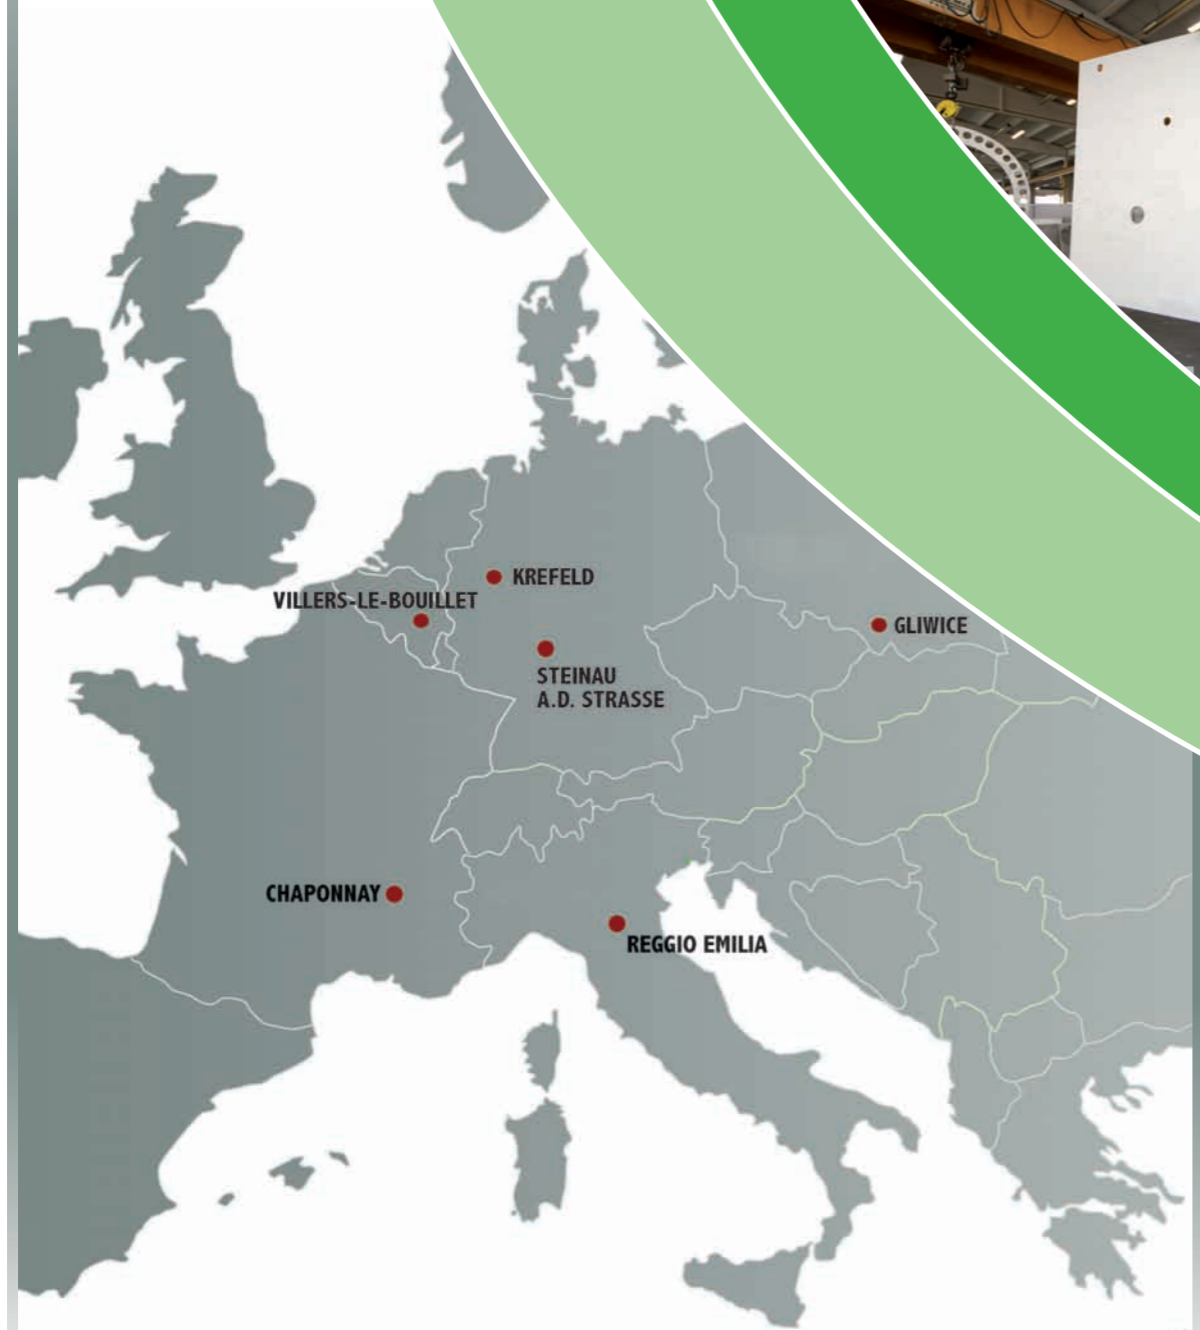 KREFELD
VILLERS-LE-BOUILLET
GLIWICE
STEINAU
A.D. STRASSE
CHAPONNAY
REGGIO EMILIA